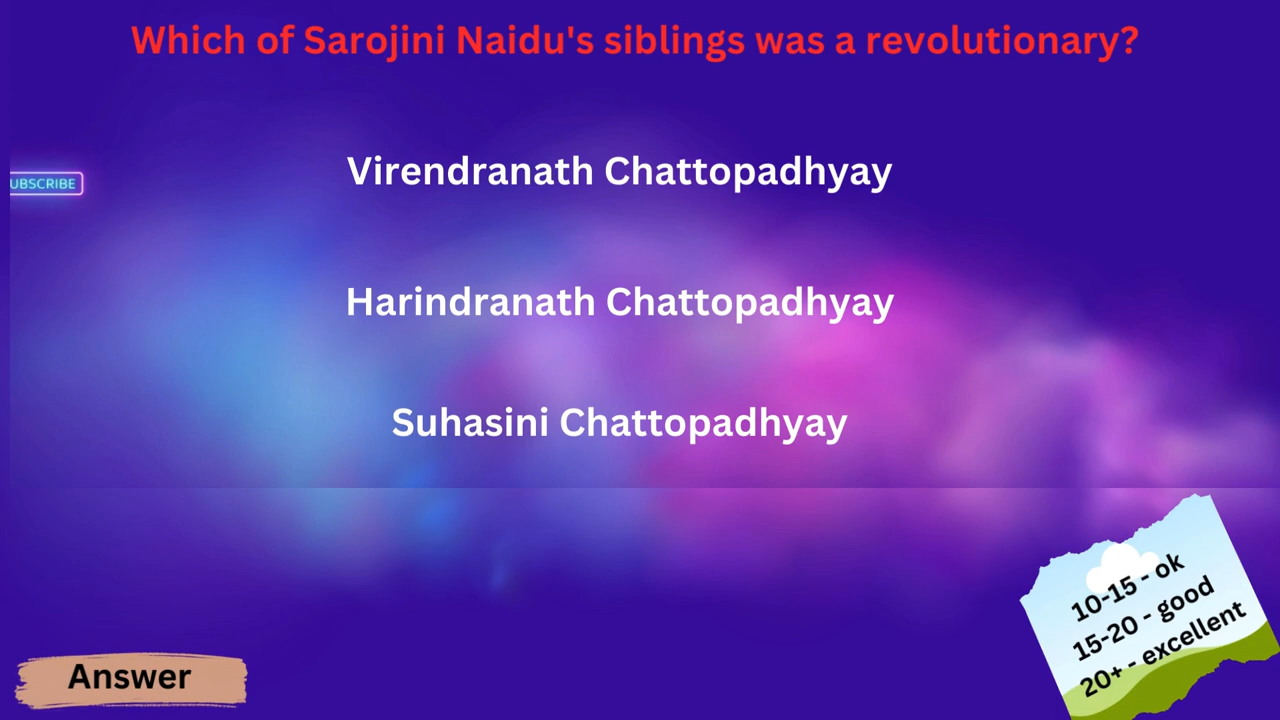 Which of Sarojini Naidu's siblings was a revolutionary?
Virendranath Chattopadhyay
UBSCRIBE
Harindranath Chattopadhyay
Suhasini Chattopadhyay
10-15 - ok
15-20 - good
20+ - excellent
Answer